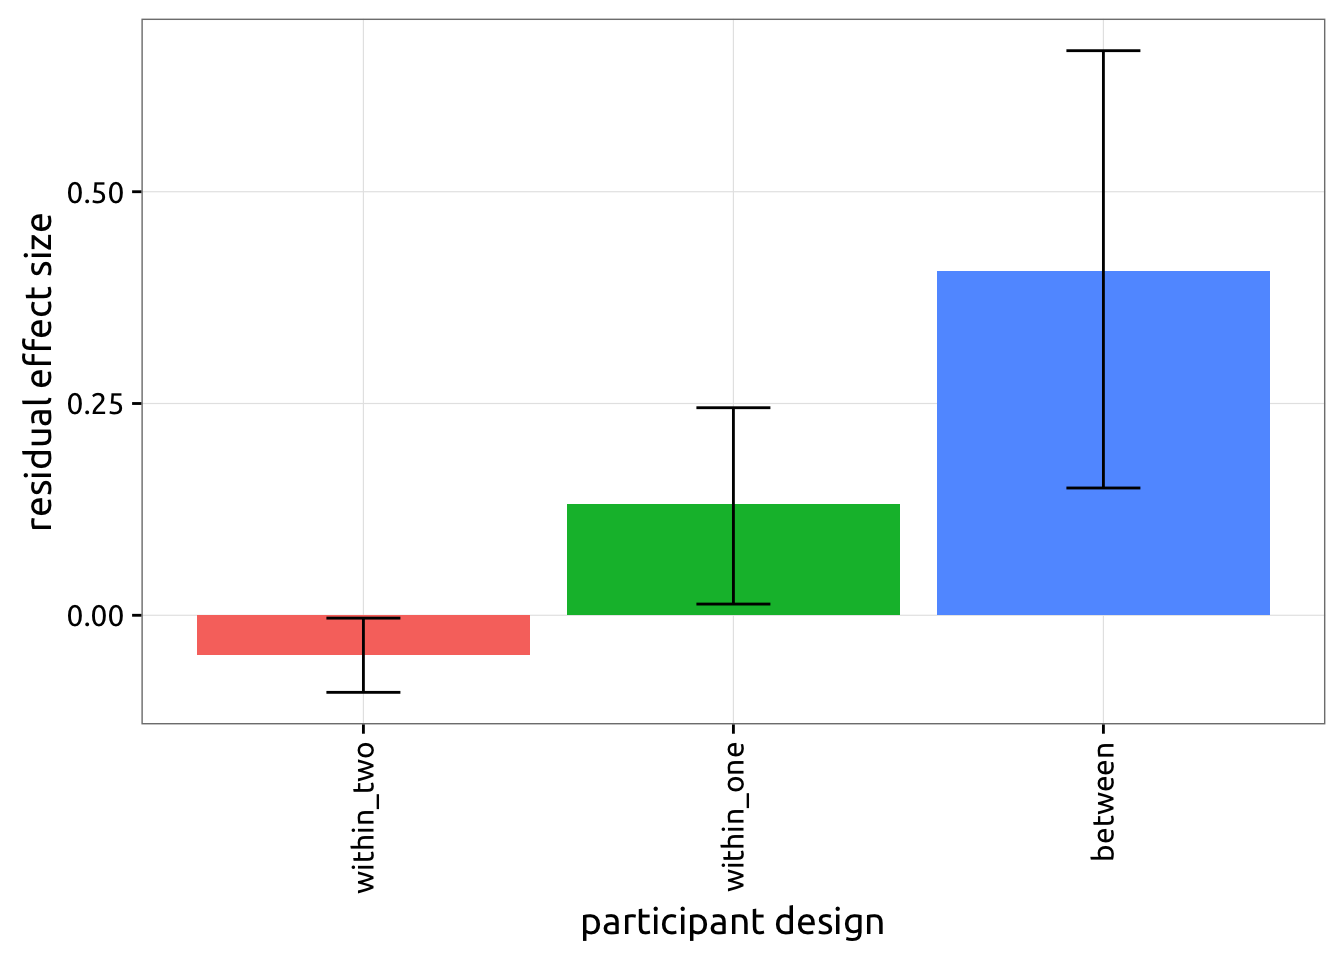 residual effect size
0.50
0.25
0.00
within_two
within_one
between
participant design